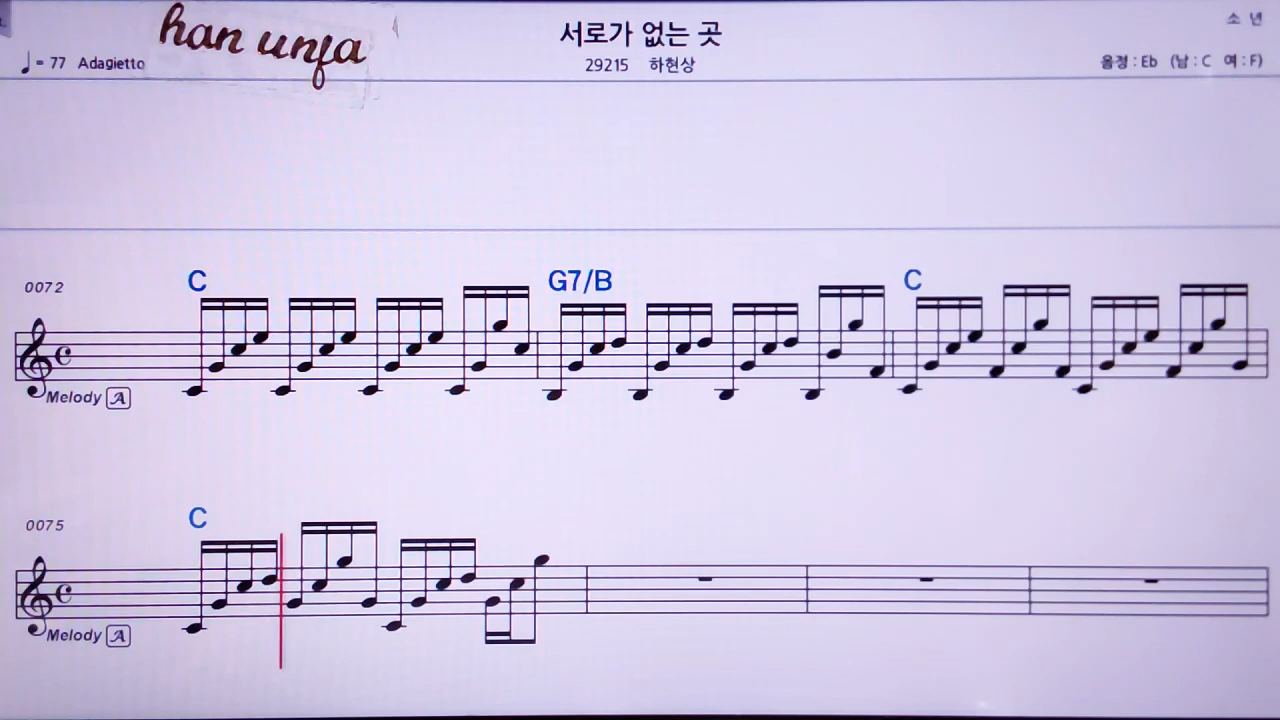 han unfa
서로가 없는 곳
소 년
♩ = 77 Adagietto
29215 하현상
음정 : Eb (남 : C 여 : F)
0072
C G7/B C
Melody A
0075
C
Melody A